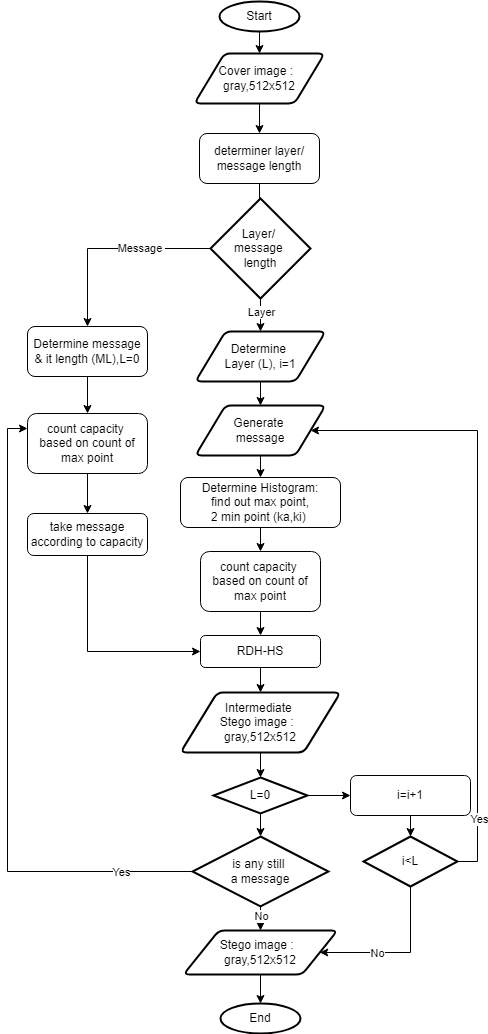 Start
Cover image :
gray,512x512
determiner layer/
message length
Layer/
message
length
Message
Layer
Determine message
& it length (ML),L=0
Determine
Layer (L), i=1
count capacity
based on count of
max point
Generate
message
Determine Histogram:
find out max point,
2 min point (ka,ki)
take message
according to capacity
count capacity
based on count of
max point
RDH-HS
Intermediate
Stego image :
gray,512x512
L=0
i=i+1
Yes
is any still
a message
i<L
Yes
No
Stego image :
gray,512x512
No
End